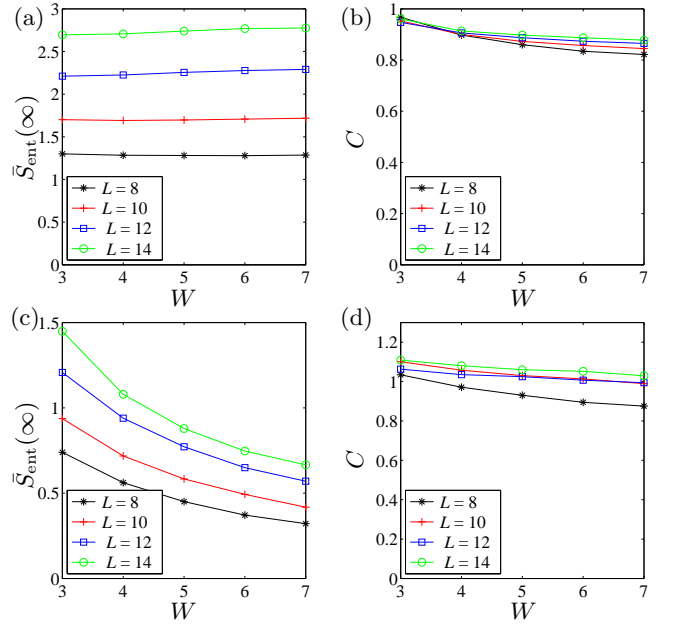 (a)
3
2.5
2
1.5
1
0.5
0
S̄ent(∞)
L = 8
L = 10
L = 12
L = 14
3 4 5 6 7
W
(b)
1
0.8
0.6
0.4
0.2
0
C
L = 8
L = 10
L = 12
L = 14
3 4 5 6 7
W
(c)
1.5
1
0.5
0
S̄ent(∞)
L = 8
L = 10
L = 12
L = 14
3 4 5 6 7
W
(d)
1.2
1
0.8
0.6
0.4
0.2
0
C
L = 8
L = 10
L = 12
L = 14
3 4 5 6 7
W